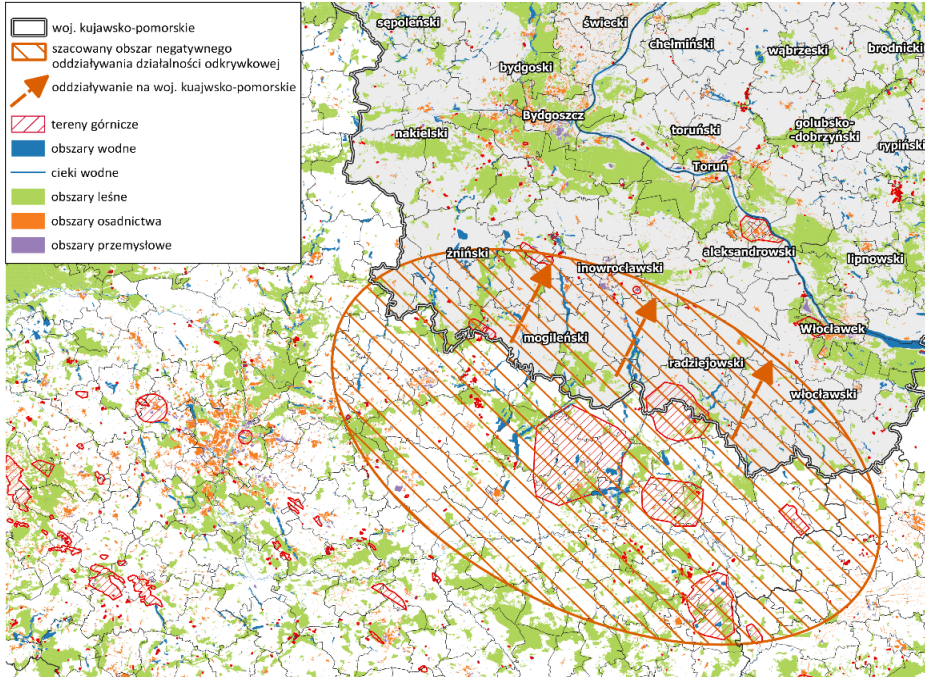 woj. kujawsko-pomorskie
szacowany obszar negatywnego
oddziaływania działalności odkrywkowej
oddziaływanie na woj. kuajwsko-pomorskie
tereny górnicze
obszary wodne
cieki wodne
obszary leśne
obszary osadnictwa
obszary przemysłowe
sępoleński
świecki
chełmiński
wąbrzeski
brodnicki
bydgoski
Bydgoszcz
nakielski
toruński
golubsko-
-dobrzyński
rypiński
Toruń
żniński
inowrocławski
aleksandrowski
lipnowski
mogileński
Włocławek
radziejowski
włocławski